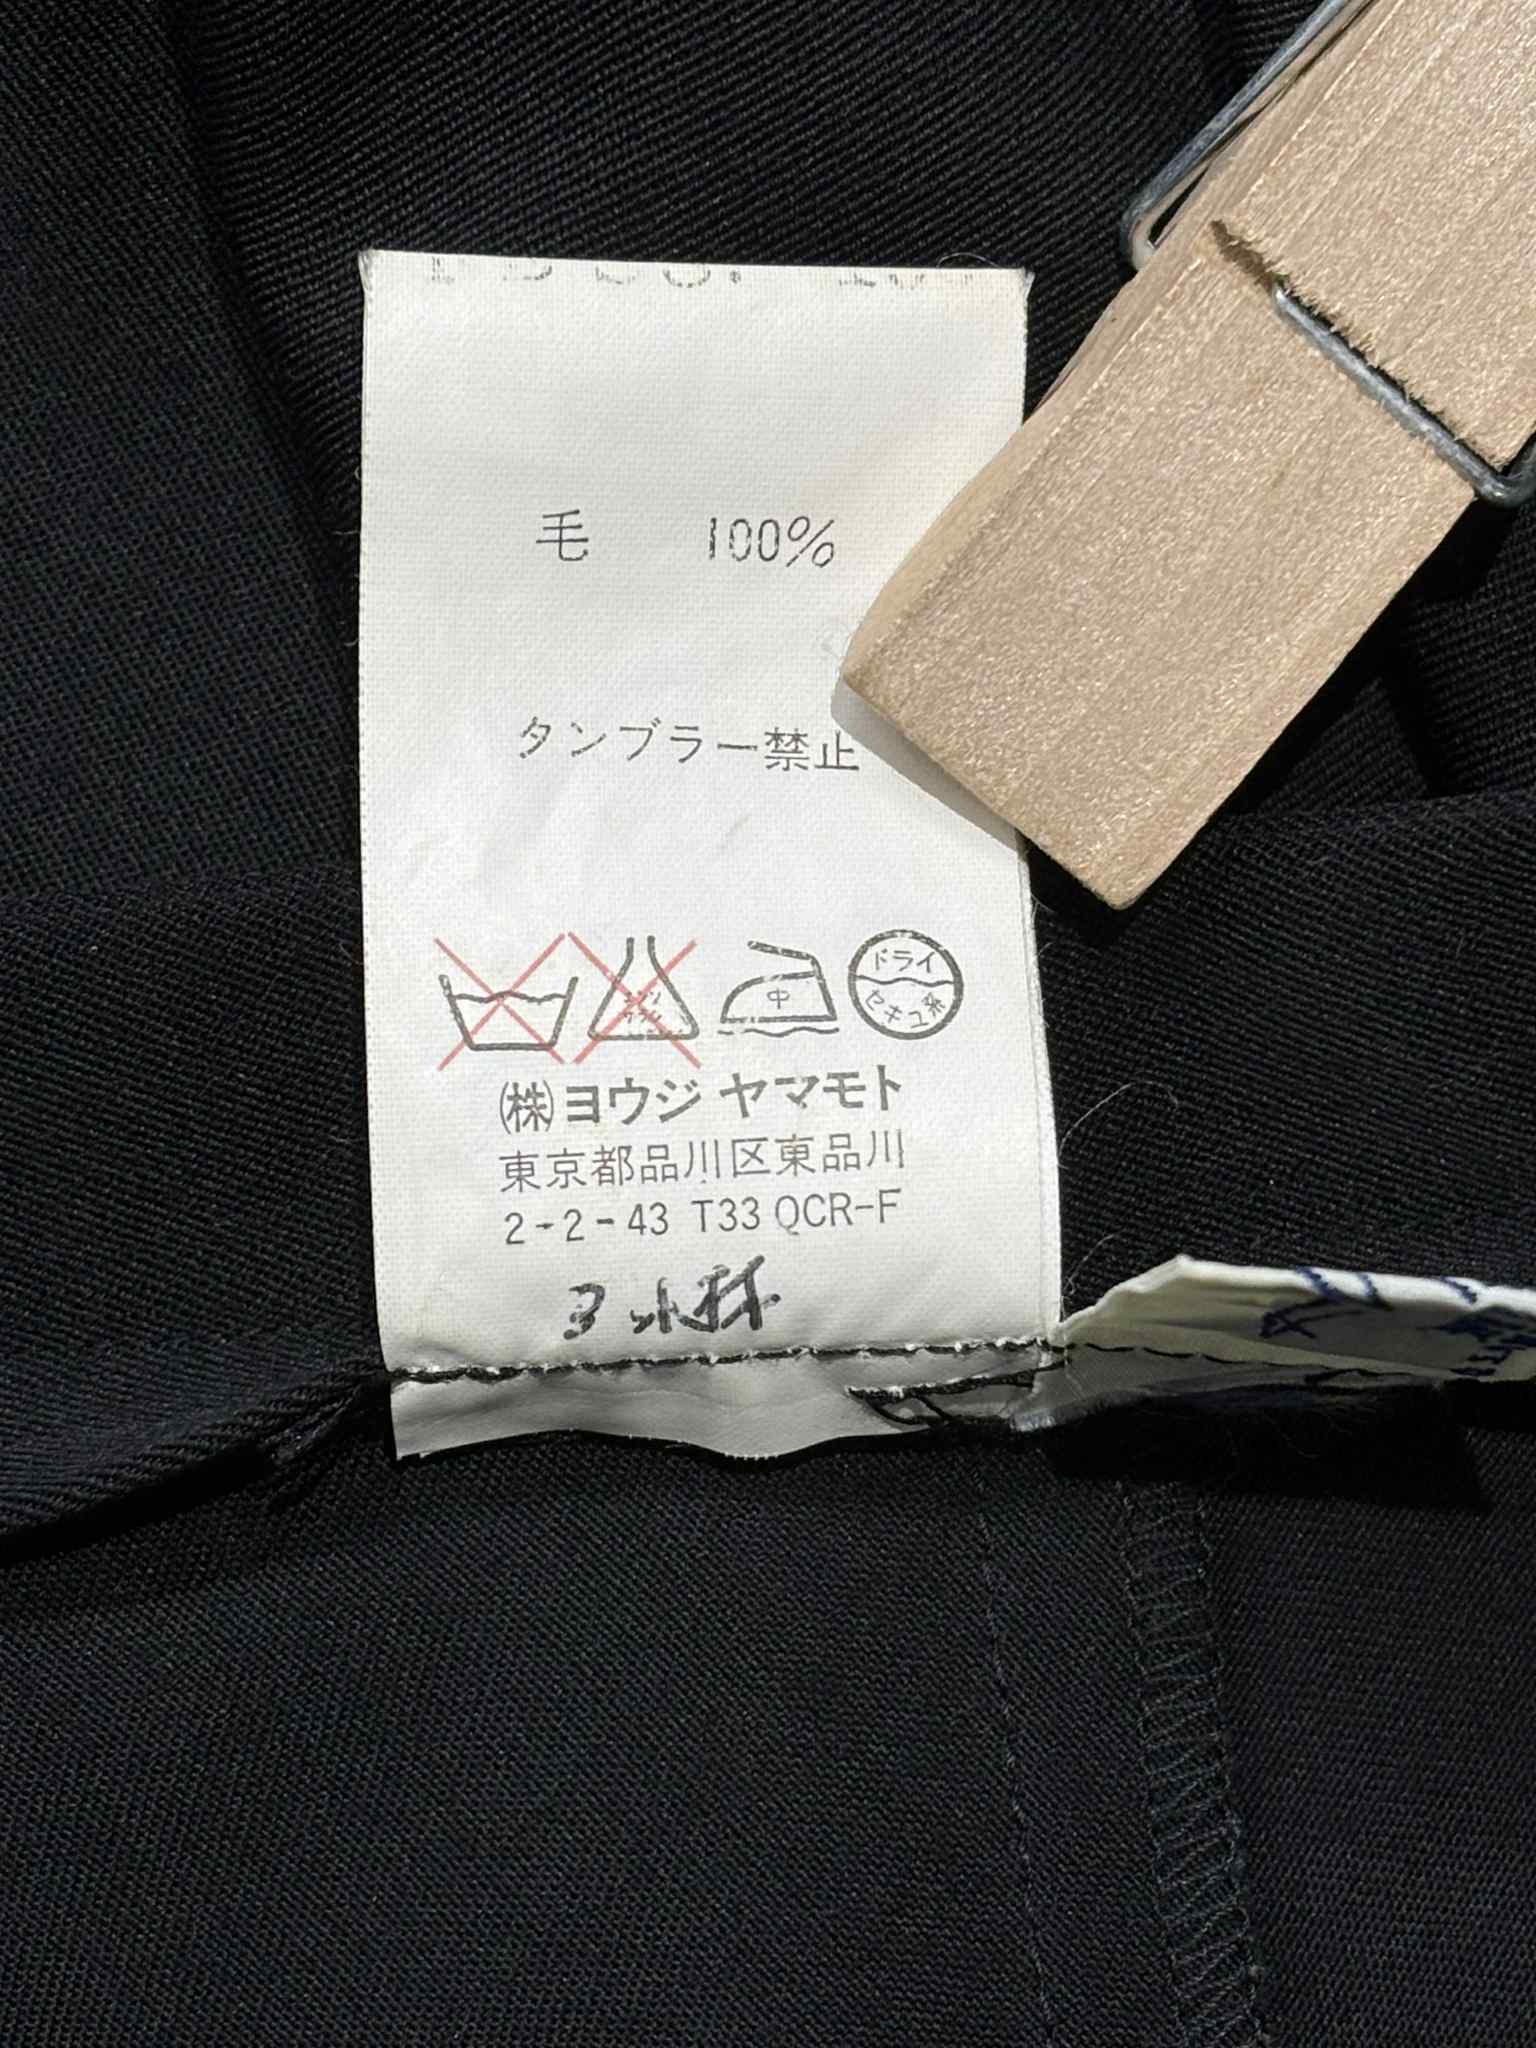 毛 100%
タンブラー禁止
中
ドライ
セキユ系
(株)ヨウジ ヤマモト
東京都品川区東品川
2-2-43 T33 QCR-F